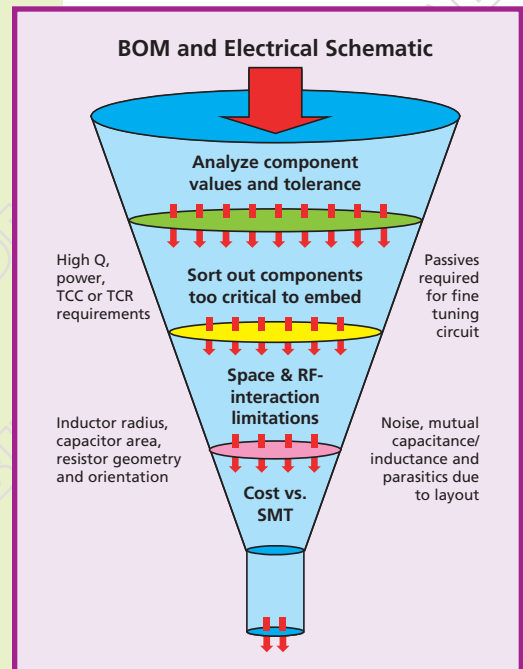 BOM and Electrical Schematic
Analyze component
values and tolerance
High Q,
power,
TCC or TCR
requirements
Sort out components
too critical to embed
Passives
required
for fine
tuning
circuit
Space & RF-
interaction
limitations
Inductor radius,
capacitor area,
resistor geometry
and orientation
Noise, mutual
capacitance/
inductance and
parasitics due
to layout
Cost vs.
SMT